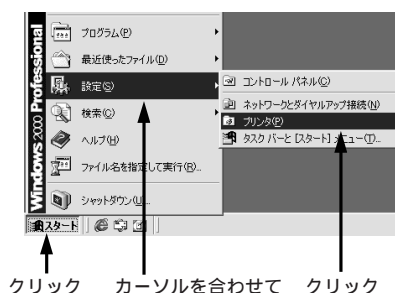 Windows 2000 Professional
プログラム(P)
最近使ったファイル(D)
設定(S)
検索(C)
ヘルプ(H)
ファイル名を指定して実行(R)...
シャットダウン(U)...
コントロール パネル(C)
ネットワークとダイヤルアップ接続(N)
プリンタ(P)
タスク バーと [スタート] メニュー(T)...
スタート
クリック カーソルを合わせて クリック